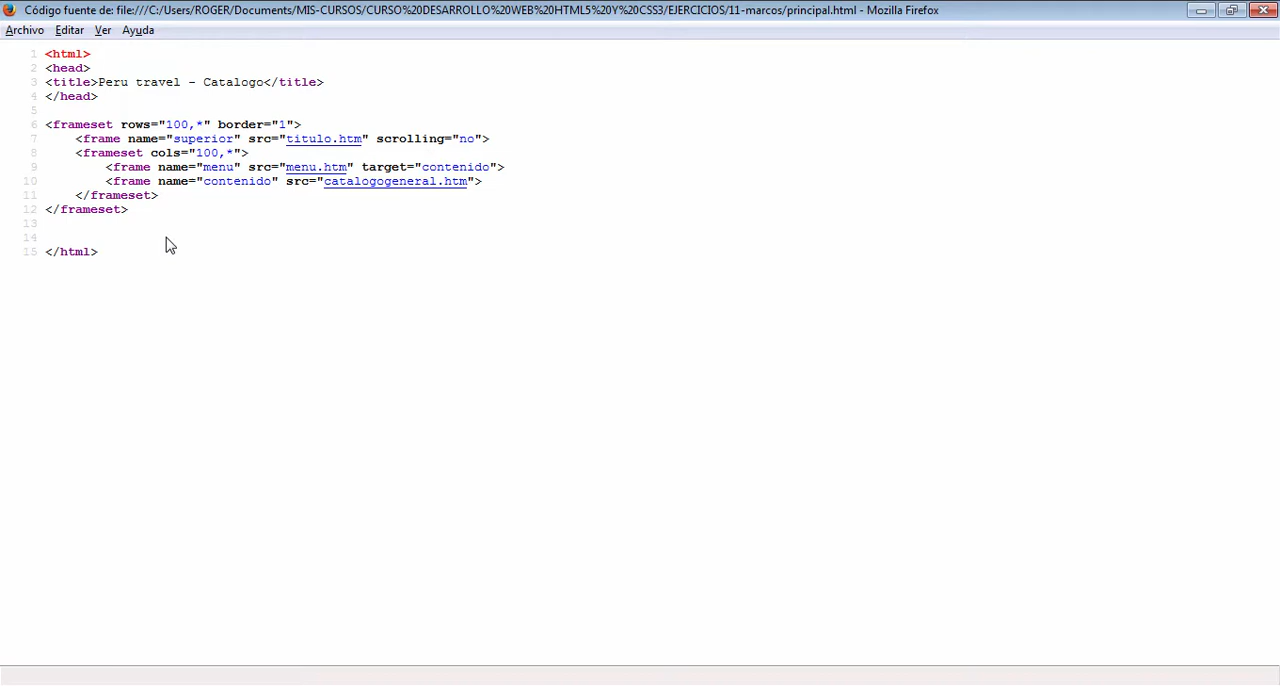 Código fuente de: file:///C:/Users/ROGER/Documents/MIS-CURSOS/CURSO%20DESARROLLO%20WEB%20HTML5%20Y%20CSS3/EJERCICIOS/11-marcos/principal.html - Mozilla Firefox
Archivo Editar Ver Ayuda
1 <html>
2 <head>
3 <title>Peru travel - Catalogo</title>
4 </head>
5
6 <frameset rows="100,*" border="1">
7     <frame name="superior" src="titulo.htm" scrolling="no">
8     <frameset cols="100,*">
9         <frame name="menu" src="menu.htm" target="contenido">
10         <frame name="contenido" src="catalogogeneral.htm">
11     </frameset>
12 </frameset>
13
14
15 </html>